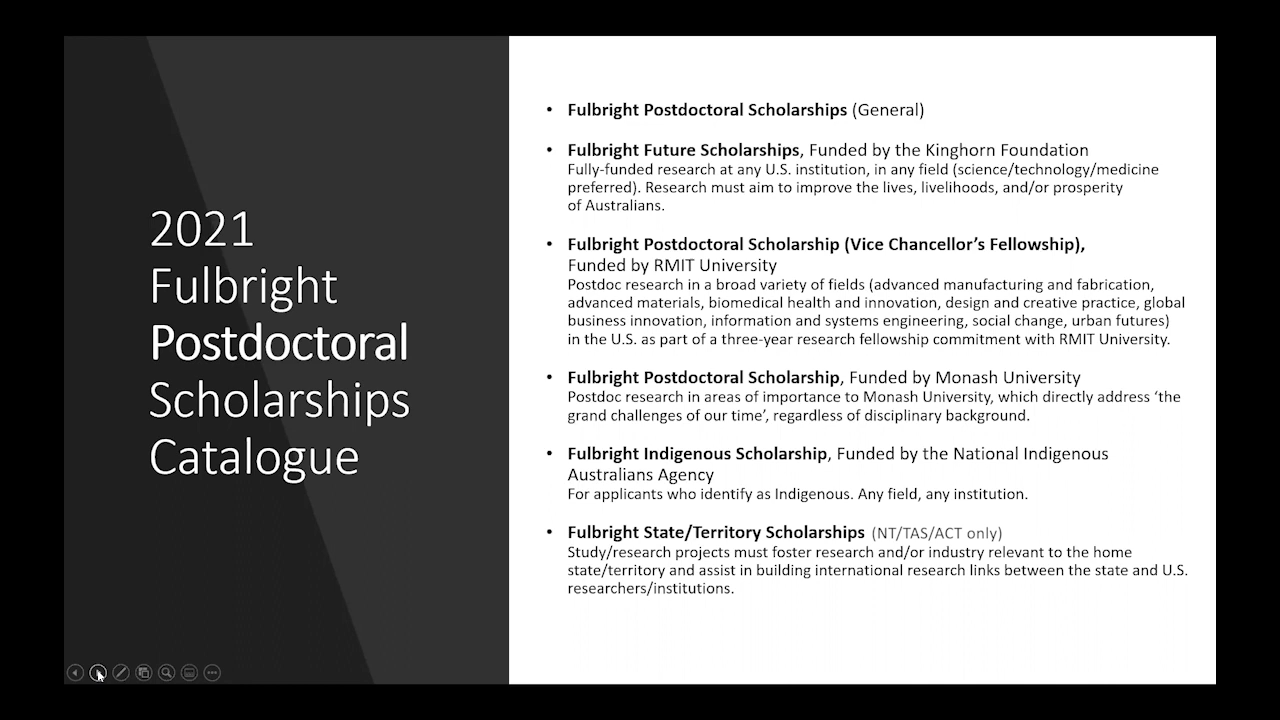 2021
Fulbright
Postdoctoral
Scholarships
Catalogue
• Fulbright Postdoctoral Scholarships (General)
• Fulbright Future Scholarships, Funded by the Kinghorn Foundation
Fully-funded research at any U.S. institution, in any field (science/technology/medicine
preferred). Research must aim to improve the lives, livelihoods, and/or prosperity
of Australians.
• Fulbright Postdoctoral Scholarship (Vice Chancellor’s Fellowship),
Funded by RMIT University
Postdoc research in a broad variety of fields (advanced manufacturing and fabrication,
advanced materials, biomedical health and innovation, design and creative practice, global
business innovation, information and systems engineering, social change, urban futures)
in the U.S. as part of a three-year research fellowship commitment with RMIT University.
• Fulbright Postdoctoral Scholarship, Funded by Monash University
Postdoc research in areas of importance to Monash University, which directly address ‘the
grand challenges of our time’, regardless of disciplinary background.
• Fulbright Indigenous Scholarship, Funded by the National Indigenous
Australians Agency
For applicants who identify as Indigenous. Any field, any institution.
• Fulbright State/Territory Scholarships (NT/TAS/ACT only)
Study/research projects must foster research and/or industry relevant to the home
state/territory and assist in building international research links between the state and U.S.
researchers/institutions.